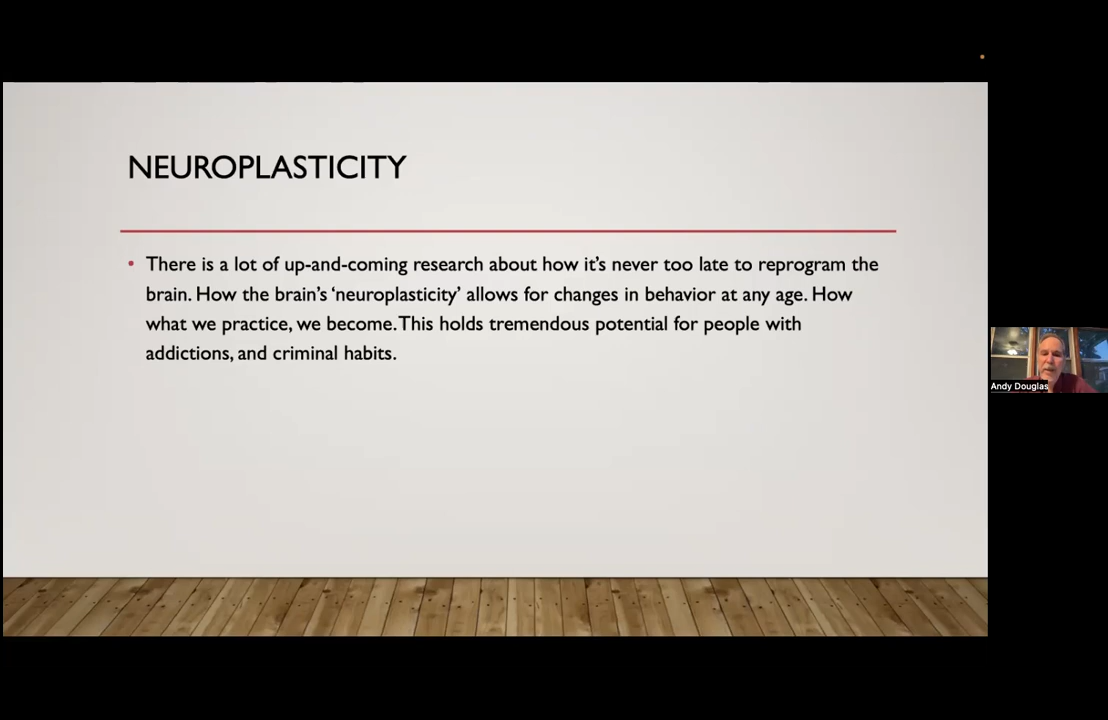 NEUROPLASTICITY
• There is a lot of up-and-coming research about how it’s never too late to reprogram the
brain. How the brain’s ‘neuroplasticity’ allows for changes in behavior at any age. How
what we practice, we become. This holds tremendous potential for people with
addictions, and criminal habits.
Andy Douglas